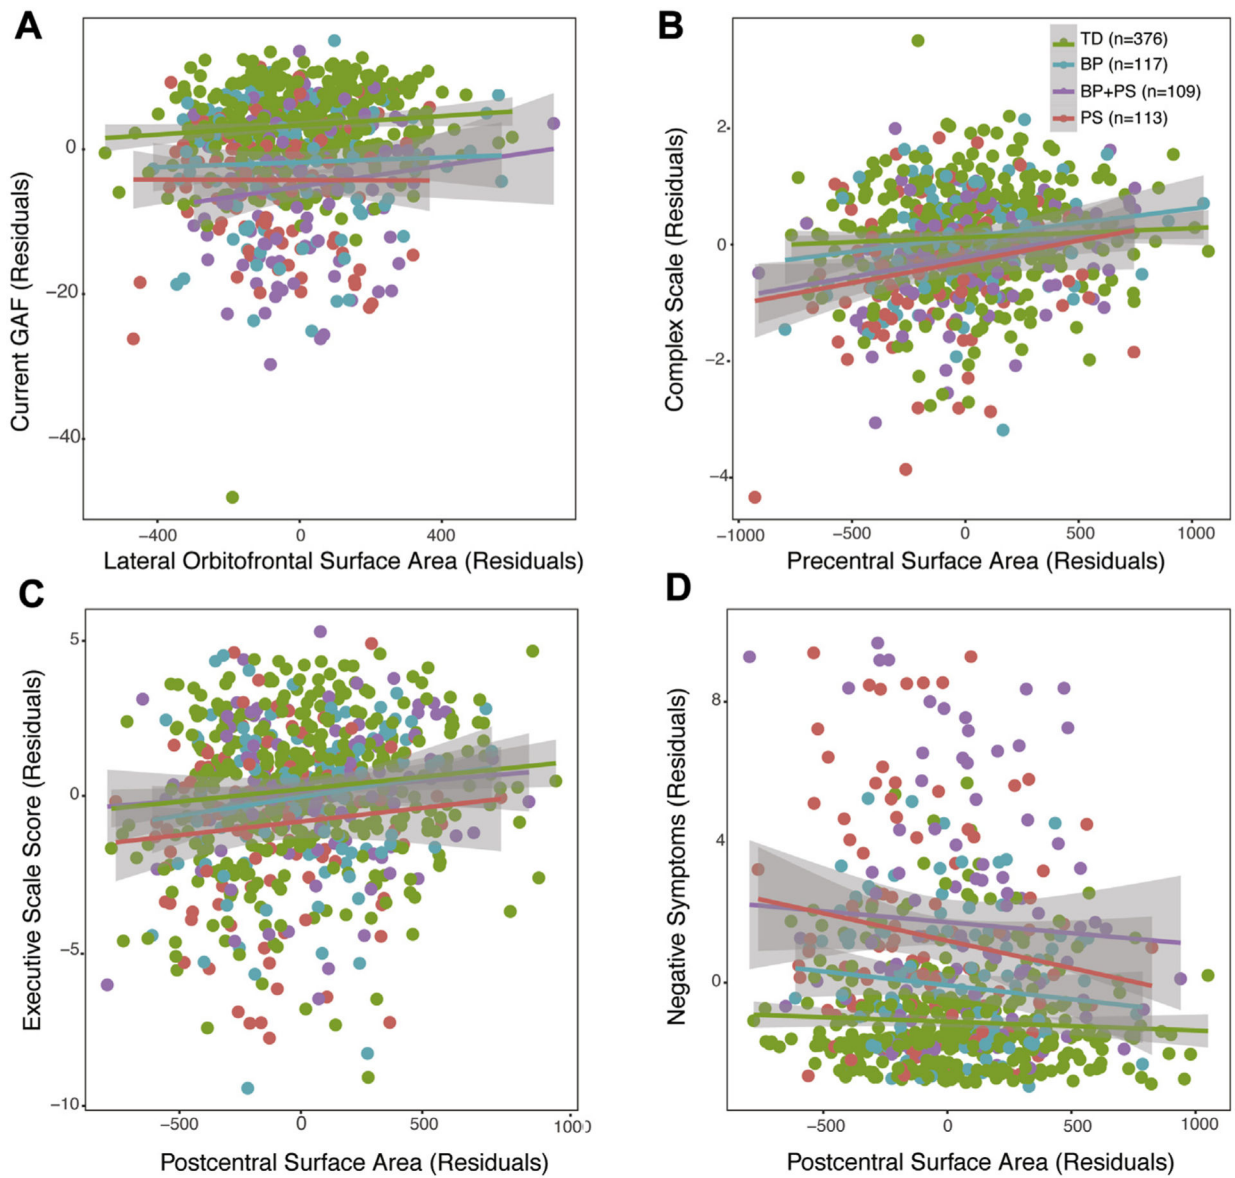 A
Current GAF (Residuals)
0
−20
−40
−400
0
400
Lateral Orbitofrontal Surface Area (Residuals)
B
TD (n=376)
BP (n=117)
BP+PS (n=109)
PS (n=113)
Complex Scale (Residuals)
2
0
−2
−4
−1000
−500
0
500
1000
Precentral Surface Area (Residuals)
C
Executive Scale Score (Residuals)
5
0
−5
−10
−500
0
500
1000
Postcentral Surface Area (Residuals)
D
Negative Symptoms (Residuals)
8
4
0
−500
0
500
1000
Postcentral Surface Area (Residuals)